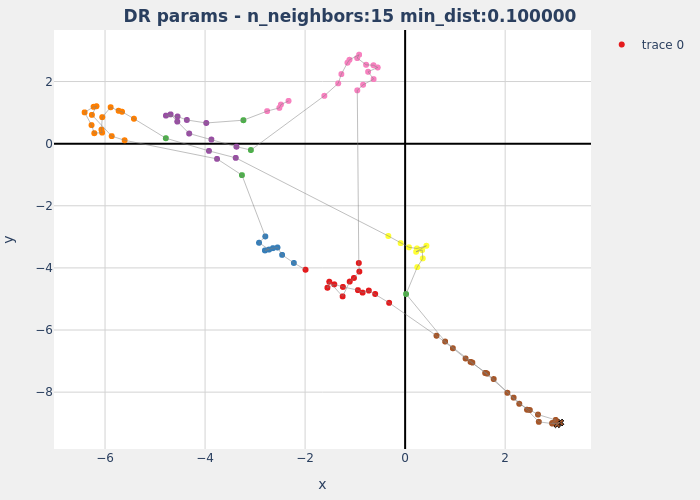 DR params - n_neighbors:15 min_dist:0.100000
trace 0
2
0
−2
−4
−6
−8
−6
−4
−2
0
2
x
y